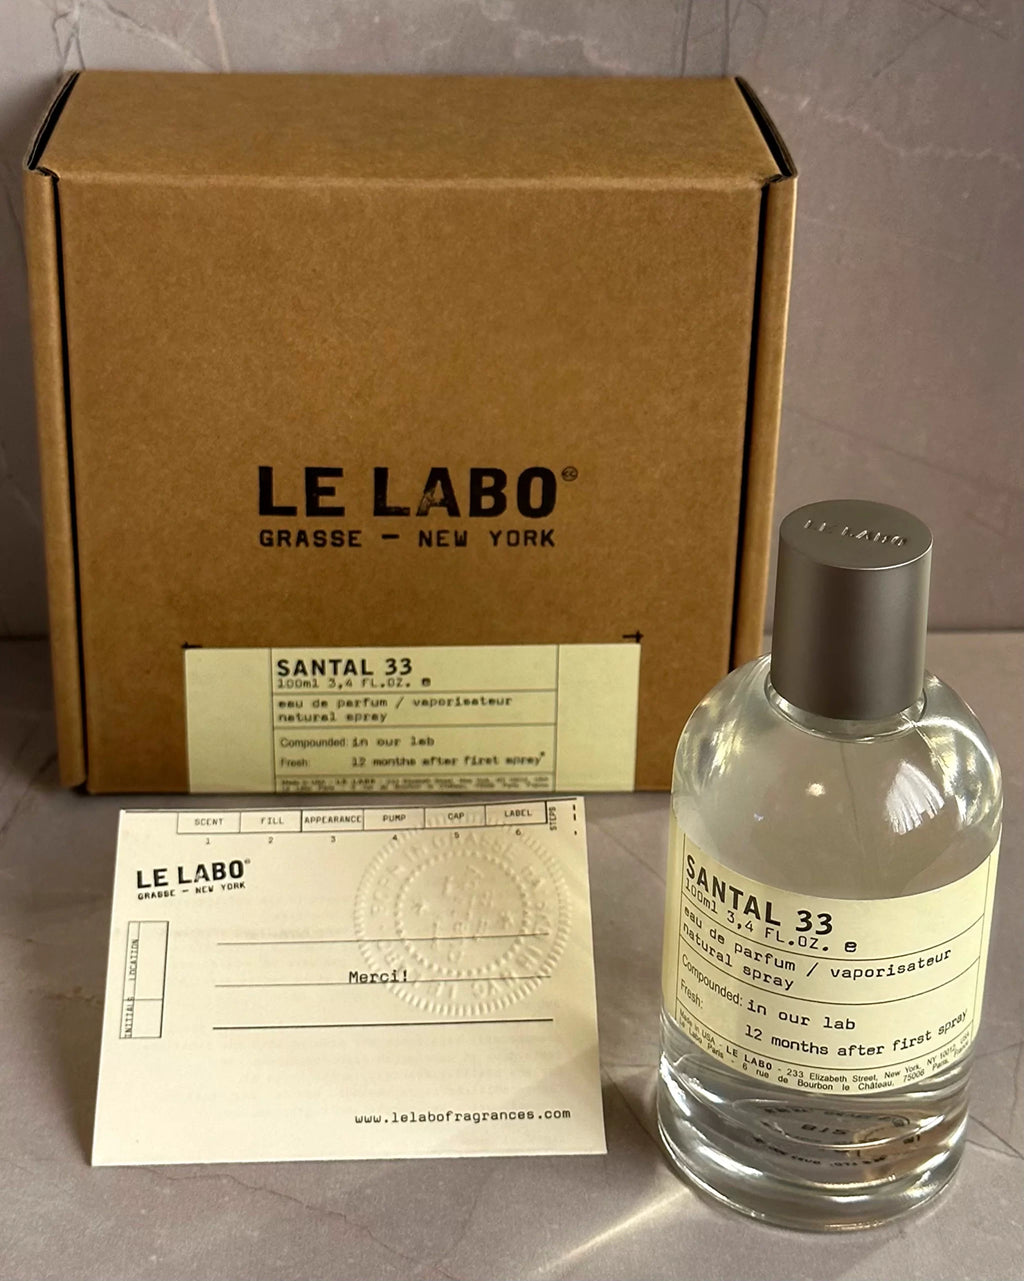 LE LABO
GRASSE — NEW YORK
SANTAL 33
100ml 3,4 FL.OZ. e
eau de parfum / vaporisateur
natural spray
Compounded: in our lab
Fresh: 12 months after first spray*
SCENT FILL APPEARANCE PUMP CAP LABEL
1 2 3 4 5 6
STEPS
LE LABO
GRASSE — NEW YORK
LOCATION
INITIALS
Merci!
www.lelabofragrances.com
LE LABO
SANTAL 33
100ml 3,4 FL.OZ. e
eau de parfum / vaporisateur
natural spray
Compounded: in our lab
Fresh: 12 months after first spray
Made in USA - LE LABO - 233 Elizabeth Street, New York, NY 10012, USA
Le Labo Paris - 6 rue de Bourbon le Château, 75006 Paris, France